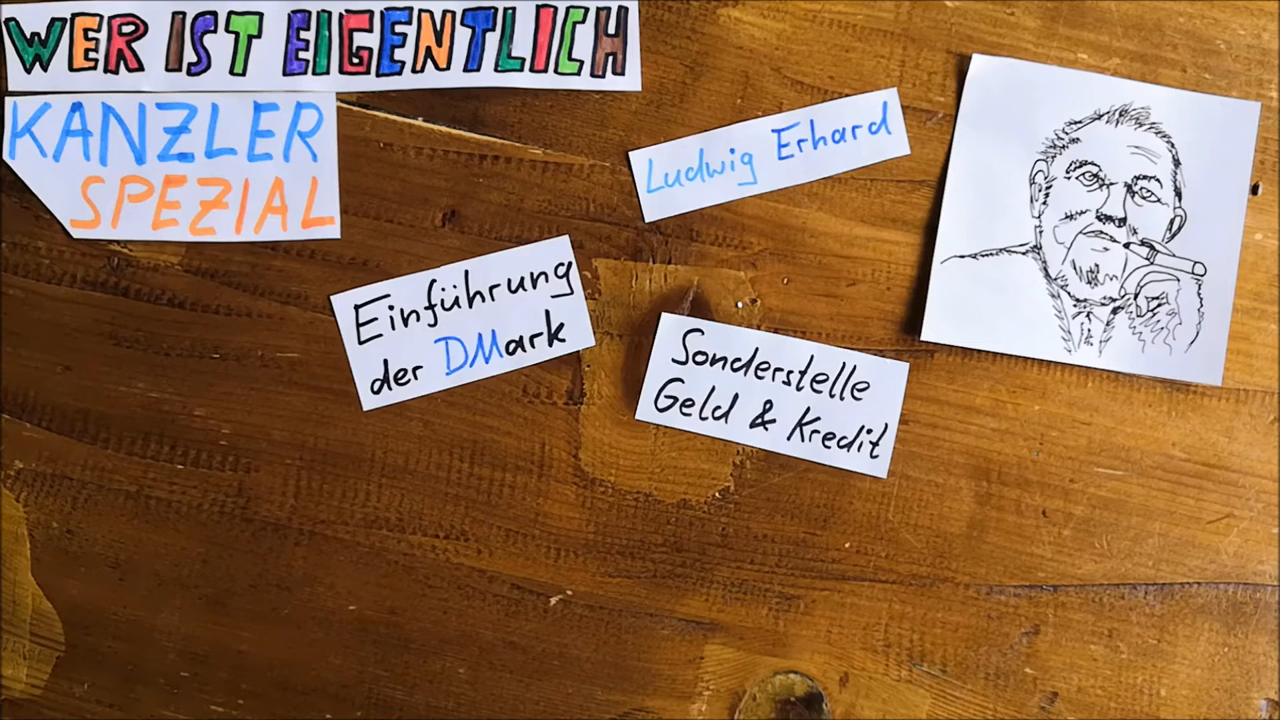 WER IST EIGENTLICH
KANZLER
SPEZIAL
Ludwig Erhard
Einführung
der DMark
Sonderstelle
Geld & Kredit